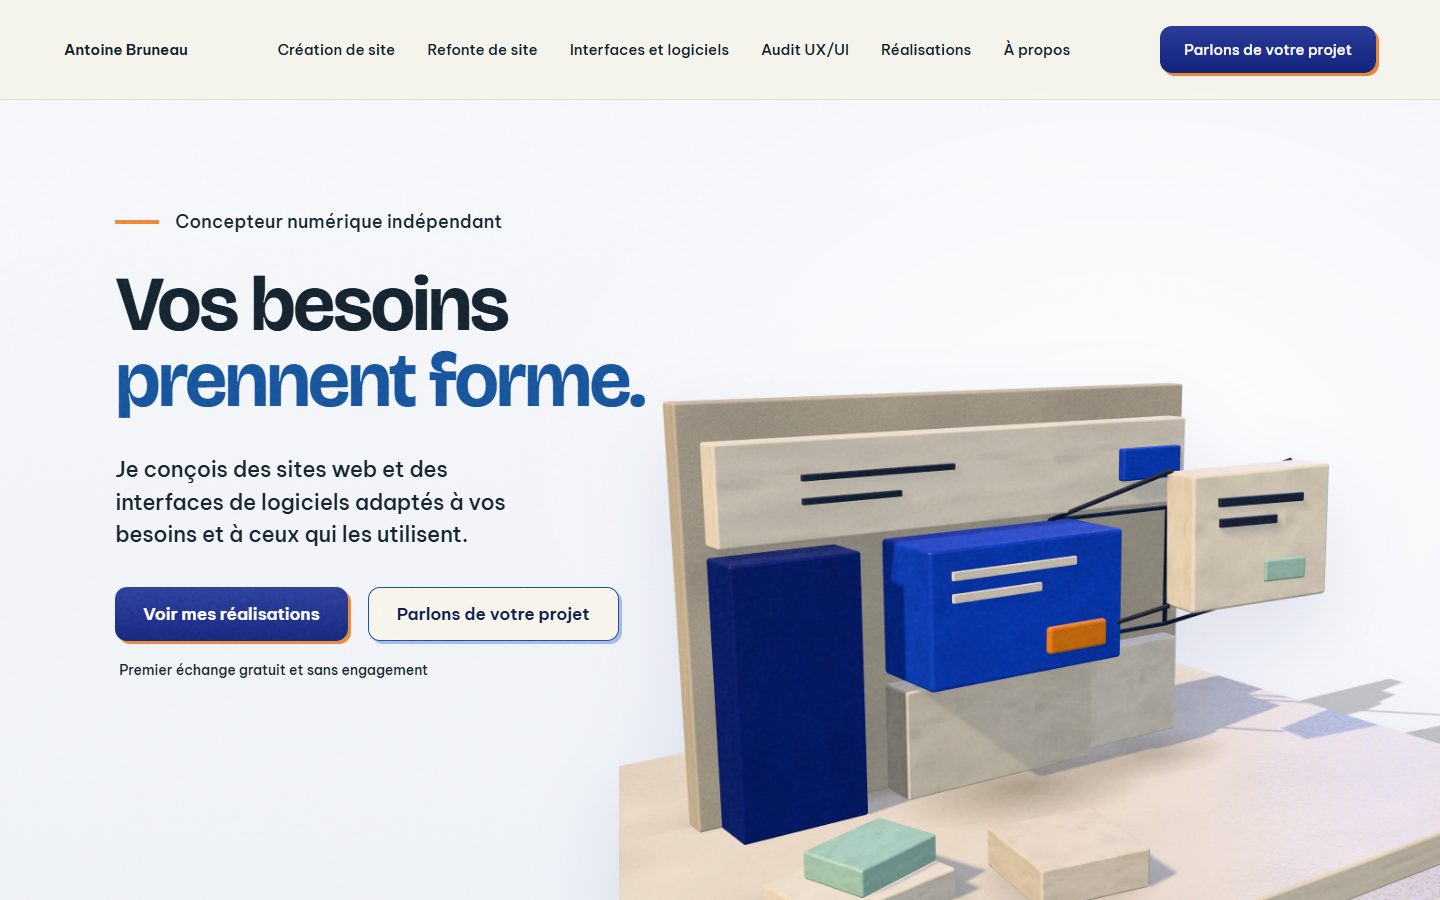 Antoine Bruneau
Création de site
Refonte de site
Interfaces et logiciels
Audit UX/UI
Réalisations
À propos
Parlons de votre projet
Concepteur numérique indépendant
Vos besoins
prennent forme.
Je conçois des sites web et des
interfaces de logiciels adaptés à vos
besoins et à ceux qui les utilisent.
Voir mes réalisations
Parlons de votre projet
Premier échange gratuit et sans engagement